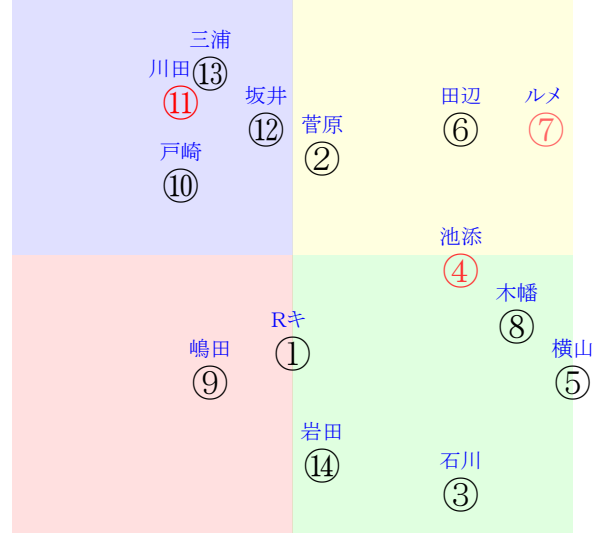 三浦
川田⑬
⑪
坂井
⑫
菅原
②
田辺
⑥
ルメ
⑦
戸崎
⑩
池添
④
木幡
⑧
Rキ
①
嶋田
⑨
横山
⑤
岩田
⑭
石川
③